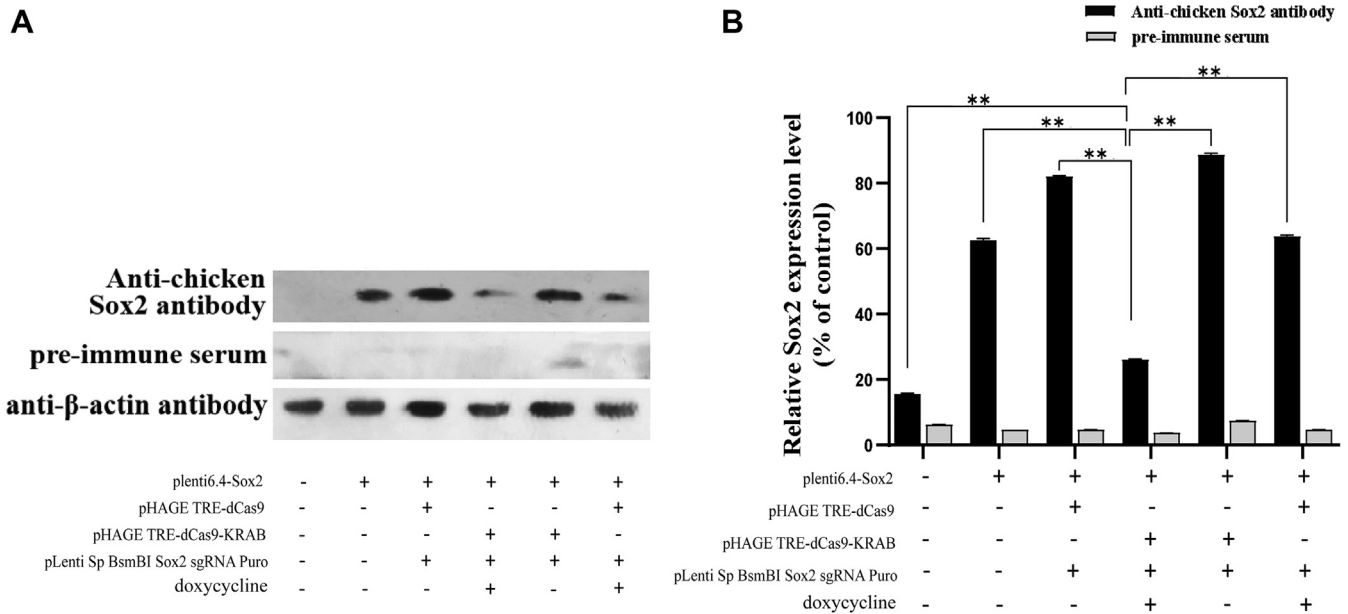 A
Anti-chicken
Sox2 antibody
pre-immune serum
anti-β-actin antibody
plenti6.4-Sox2 - + + + + +
pHAGE TRE-dCas9 - - + - - +
pHAGE TRE-dCas9-KRAB - - - + + -
pLenti Sp BsmBI Sox2 sgRNA Puro - - + + + +
doxycycline - - - + - +
B
Anti-chicken Sox2 antibody
pre-immune serum
**
**
**
**
**
Relative Sox2 expression level
(% of control)
100
80
60
40
20
0
plenti6.4-Sox2 - + + + + +
pHAGE TRE-dCas9 - - + - - +
pHAGE TRE-dCas9-KRAB - - - + + -
pLenti Sp BsmBI Sox2 sgRNA Puro - - + + + +
doxycycline - - - + - +